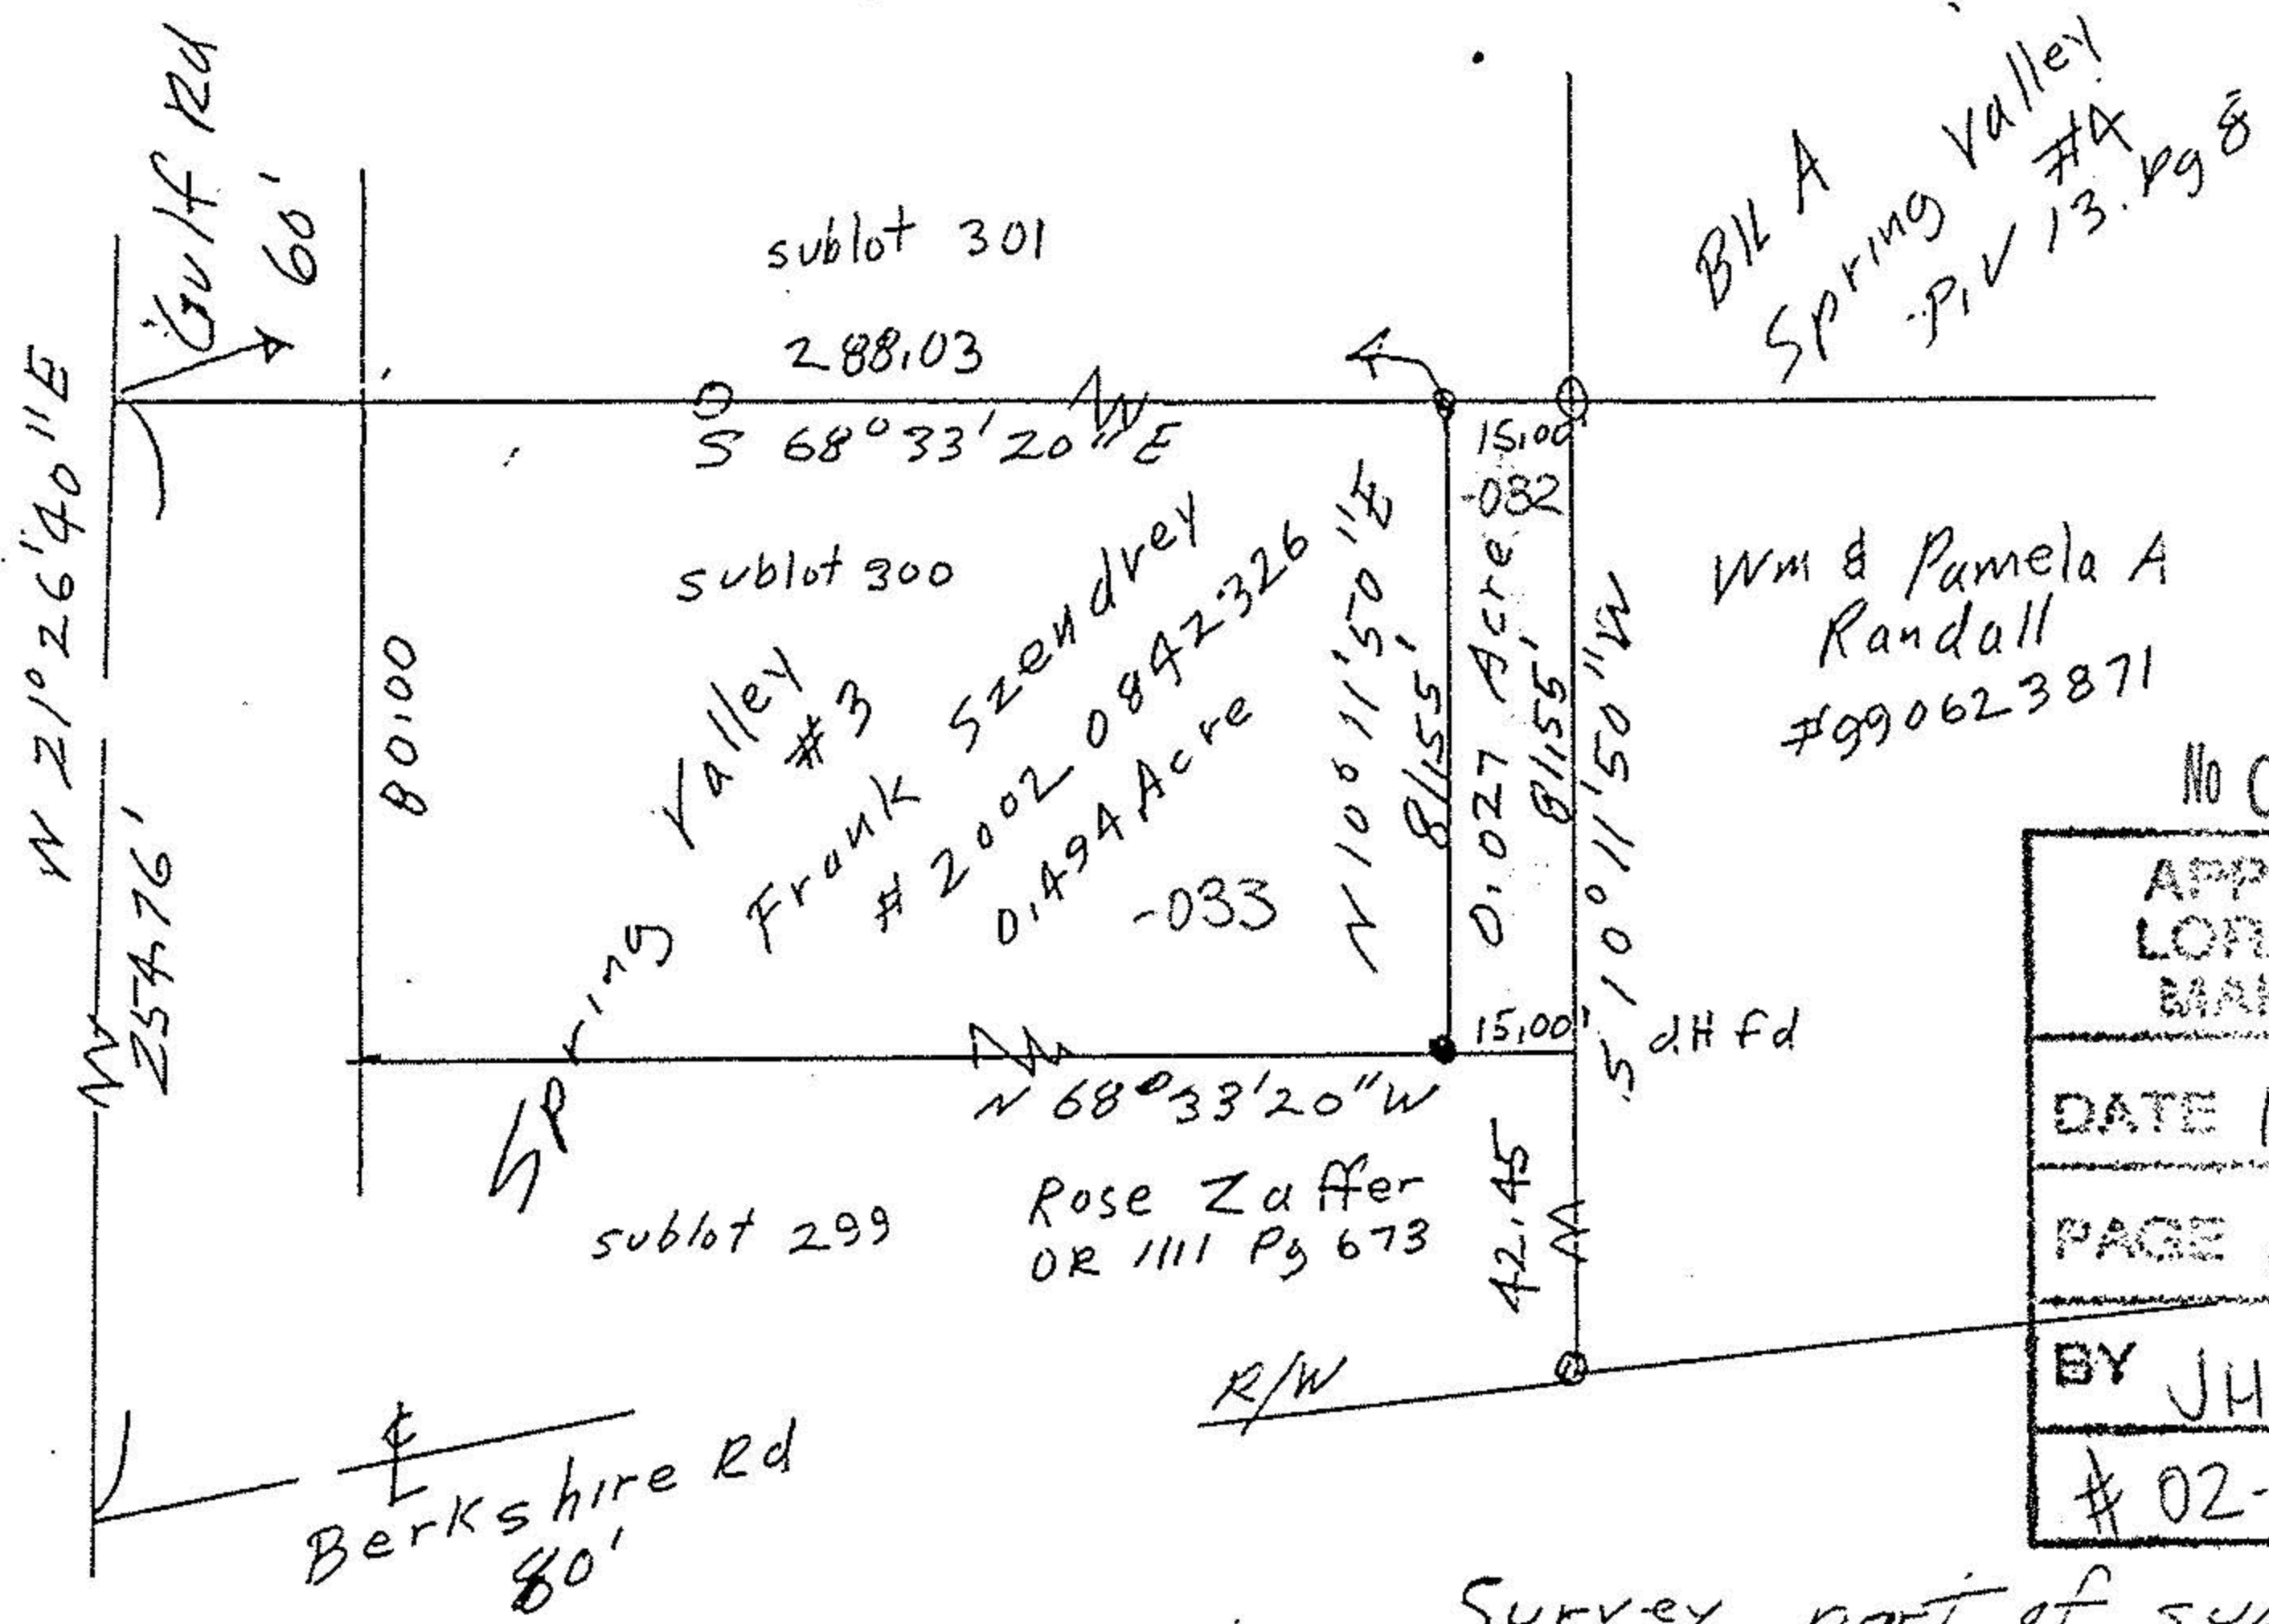 Gulf Rd
60'
N 21° 26' 40" E
254.76'
sublot 301
288.03
S 68° 33' 20" E
Blk A
Spring Valley
#4
P.V 13. Pg 8
15.00'
-082
sublot 300
80.00
Spring Valley
#3
Frank Szendrey
# 2002 0842326
0.494 Acre
-033
N 10° 11' 50" E
81.55'
0.027 Acre
81.55'
S 10° 11' 50" W
Wm & Pamela A
Randall
#990623871
No
15.00'
dH fd
N 68° 33' 20" W
sublot 299
Rose Zaffer
OR 1111 Pg 673
42.45
R/W
Berkshire Rd
80'
APP
LOR
MA
DATE
PAGE
BY JH
# 02-
Survey part of